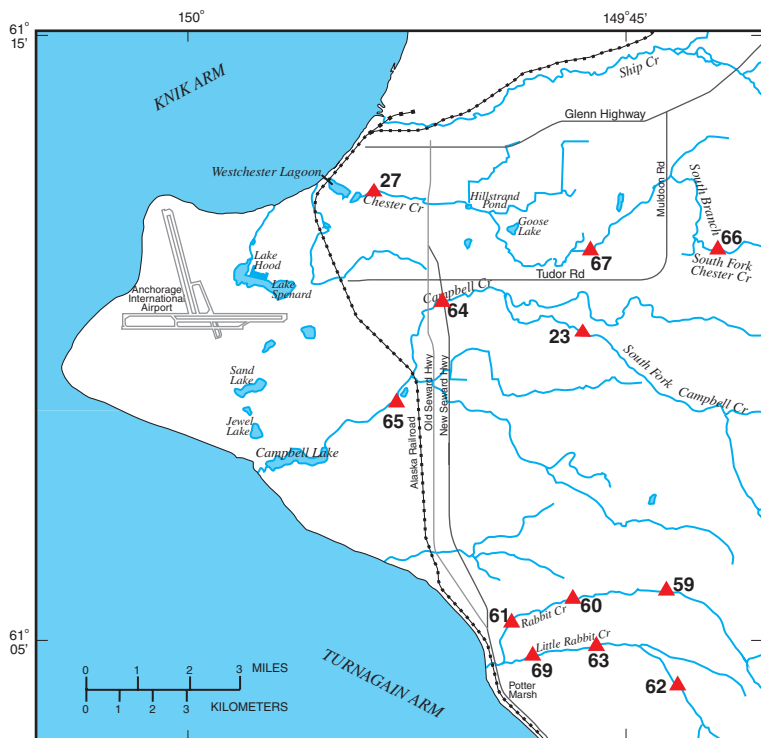 150°
149°45'
61°
15'
KNIK ARM
Ship Cr
Glenn Highway
Westchester Lagoon
27
Chester Cr
Hillstrand
Pond
Goose
Lake
Muldoon Rd
South Branch
66
South Fork
Chester Cr
67
Tudor Rd
Lake
Hood
Lake
Spenard
Anchorage
International
Airport
Campbell Cr
64
23
South Fork Campbell Cr
Sand
Lake
Jewel
Lake
65
Old Seward Hwy
New Seward Hwy
Alaska Railroad
Campbell Lake
59
60
61
Rabbit Cr
Little Rabbit Cr
63
69
62
Potter
Marsh
61°
05'
TURNAGAIN ARM
0 1 2 3 MILES
0 1 2 3 KILOMETERS